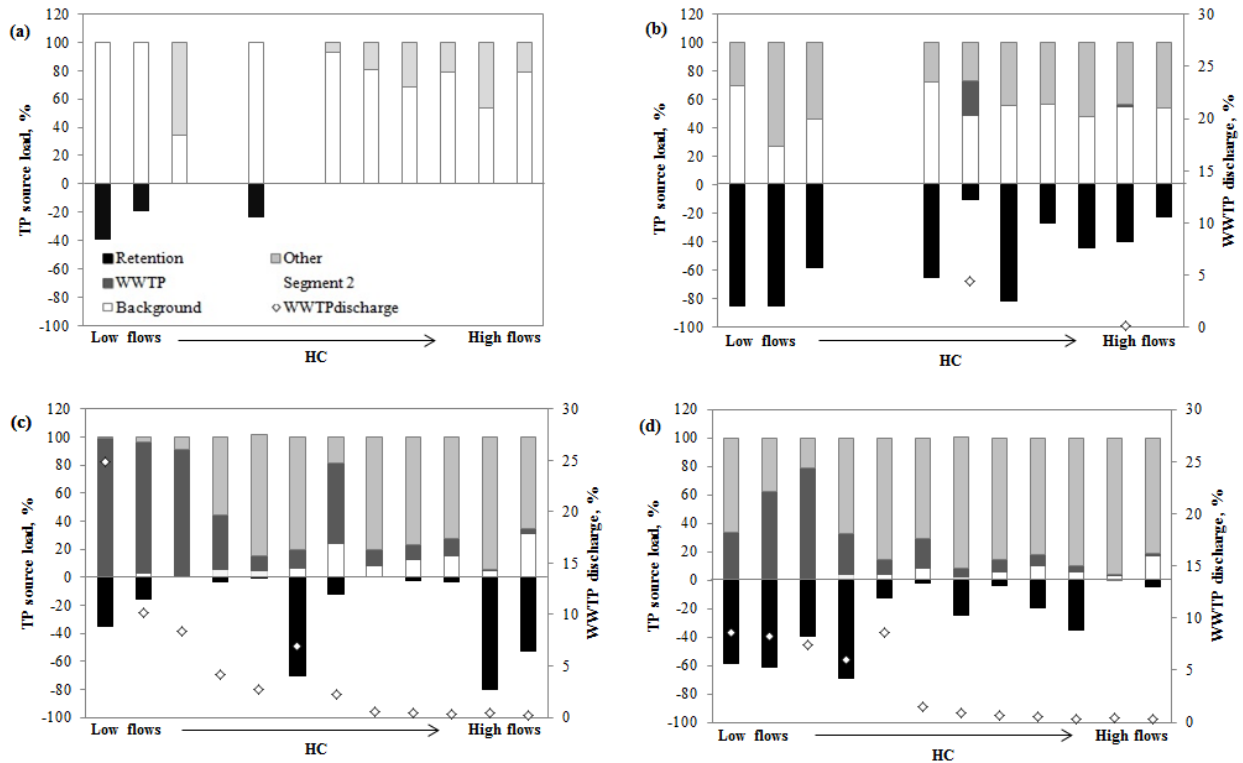 (a)
120
100
80
60
40
20
0
-20
-40
-60
-80
-100
TP source load, %
Retention
Other
WWTP
Segment 2
Background
WWTPdischarge
Low flows
High flows
HC
(b)
120
100
80
60
40
20
0
-20
-40
-60
-80
-100
TP source load, %
30
25
20
15
10
5
0
WWTP discharge, %
Low flows
High flows
HC
(c)
120
100
80
60
40
20
0
-20
-40
-60
-80
-100
TP source load, %
30
25
20
15
10
5
0
WWTP discharge, %
Low flows
High flows
HC
(d)
120
100
80
60
40
20
0
-20
-40
-60
-80
-100
TP source load, %
30
25
20
15
10
5
0
WWTP discharge, %
Low flows
High flows
HC